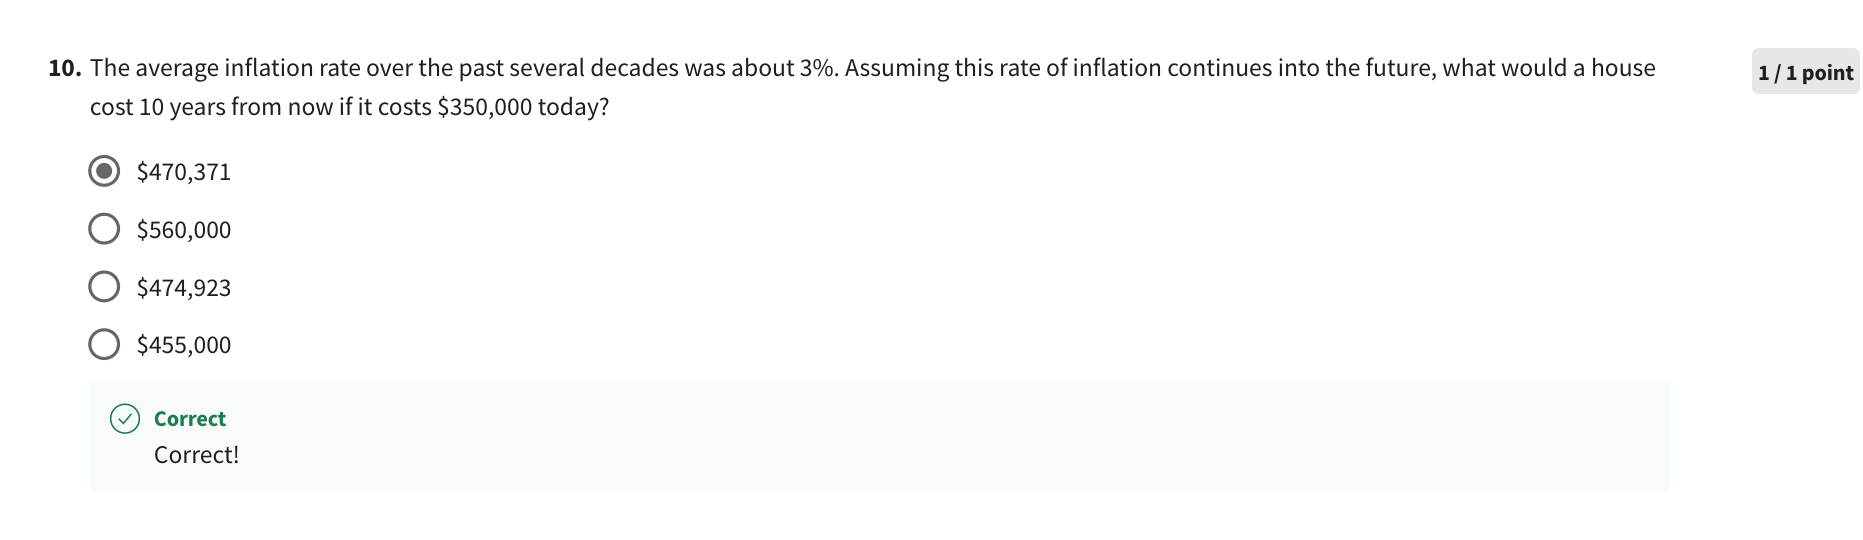 10. The average inflation rate over the past several decades was about 3%. Assuming this rate of inflation continues into the future, what would a house
1 / 1 point
cost 10 years from now if it costs $350,000 today?
$470,371
$560,000
$474,923
$455,000
Correct
Correct!